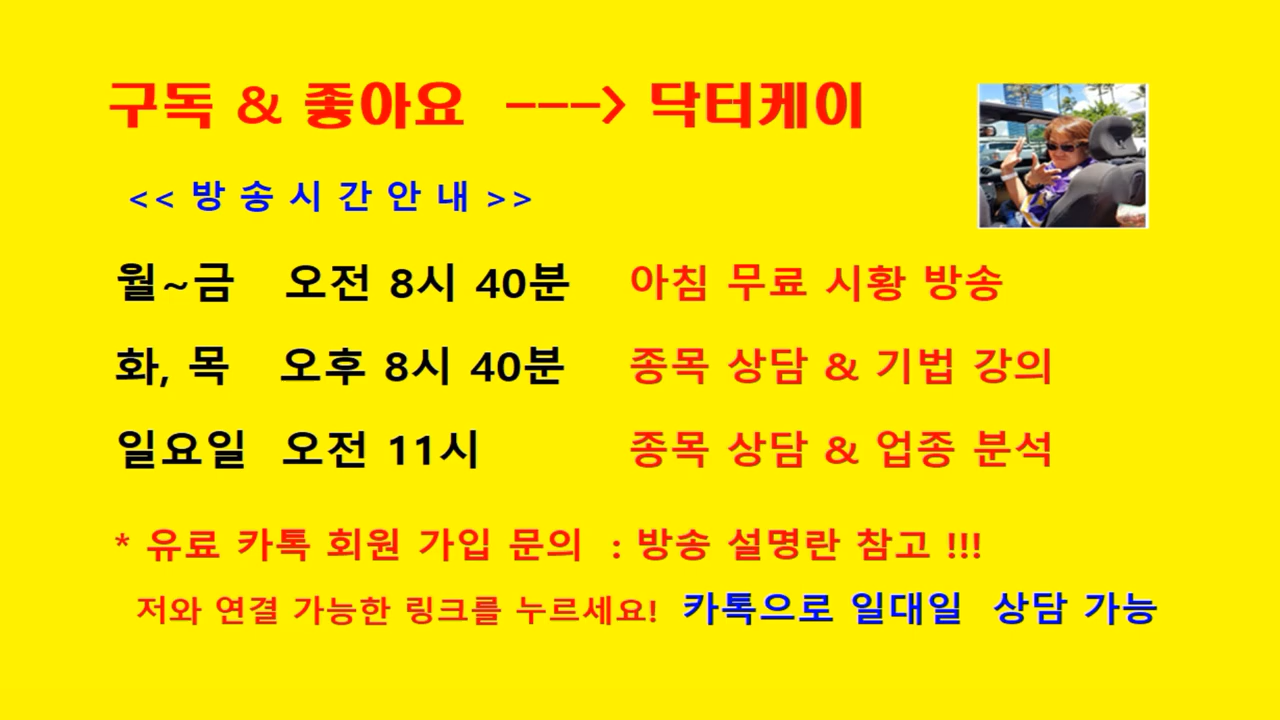 구독 & 좋아요 ---> 닥터케이
<< 방 송 시 간 안 내 >>
월~금 오전 8시 40분 아침 무료 시황 방송
화, 목 오후 8시 40분 종목 상담 & 기법 강의
일요일 오전 11시 종목 상담 & 업종 분석
* 유료 카톡 회원 가입 문의 : 방송 설명란 참고 !!!
저와 연결 가능한 링크를 누르세요! 카톡으로 일대일 상담 가능